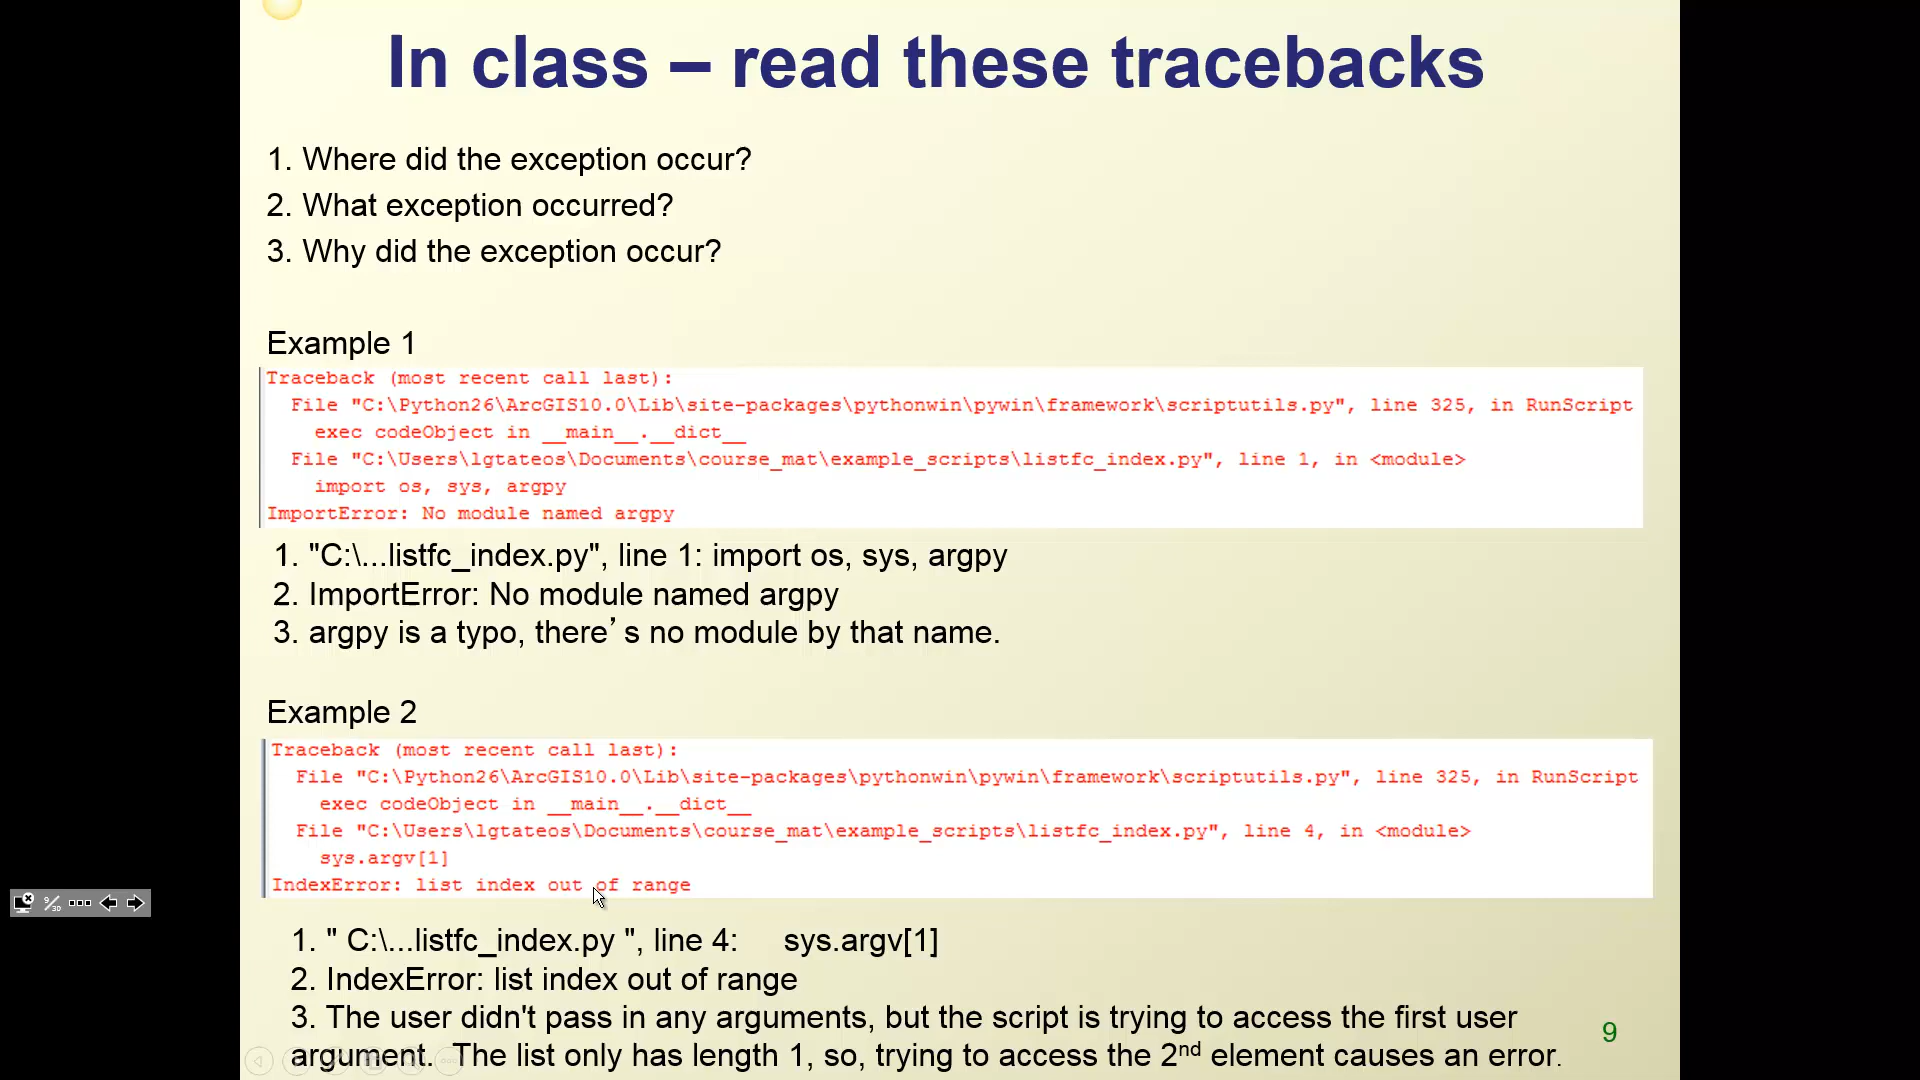 In class – read these tracebacks
1. Where did the exception occur?
2. What exception occurred?
3. Why did the exception occur?
Example 1
Traceback (most recent call last):
  File "C:\Python26\ArcGIS10.0\Lib\site-packages\pythonwin\pywin\framework\scriptutils.py", line 325, in RunScript
    exec codeObject in __main__.__dict__
  File "C:\Users\lgtateos\Documents\course_mat\example_scripts\listfc_index.py", line 1, in <module>
    import os, sys, argpy
ImportError: No module named argpy
1. "C:\...listfc_index.py", line 1: import os, sys, argpy
2. ImportError: No module named argpy
3. argpy is a typo, there’s no module by that name.
Example 2
Traceback (most recent call last):
  File "C:\Python26\ArcGIS10.0\Lib\site-packages\pythonwin\pywin\framework\scriptutils.py", line 325, in RunScript
    exec codeObject in __main__.__dict__
  File "C:\Users\lgtateos\Documents\course_mat\example_scripts\listfc_index.py", line 4, in <module>
    sys.argv[1]
IndexError: list index out of range
9/30
1. " C:\...listfc_index.py ", line 4: sys.argv[1]
2. IndexError: list index out of range
3. The user didn't pass in any arguments, but the script is trying to access the first user
argument. The list only has length 1, so, trying to access the 2nd element causes an error.
9